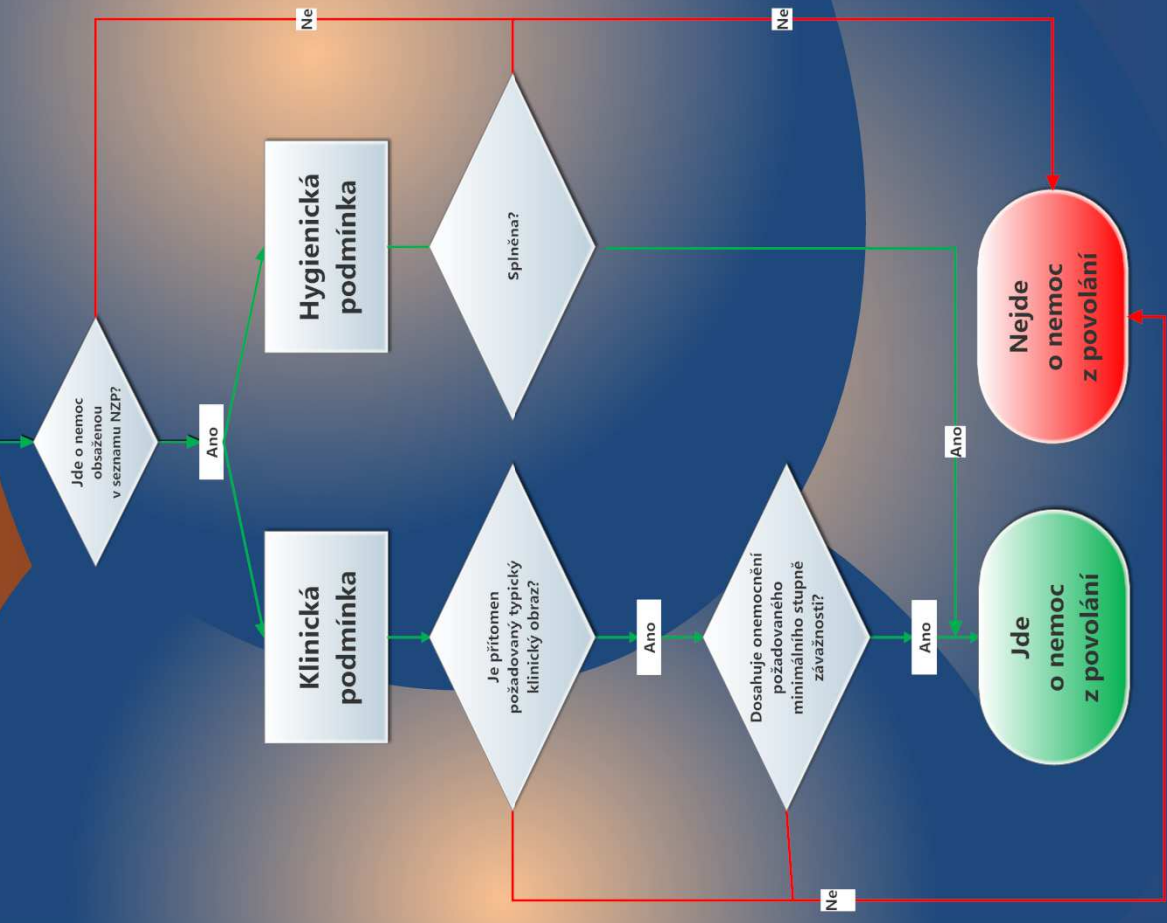 Jde o nemoc
obsaženou
v seznamu NZP?
Ano
Ne
Klinická
podmínka
Hygienická
podmínka
Je přítomen
požadovaný typický
klinický obraz?
Splněna?
Ano
Dosahuje onemocnění
požadovaného
minimálního stupně
závažnosti?
Ne
Ne
Ano
Ano
Jde
o nemoc
z povolání
Nejde
o nemoc
z povolání